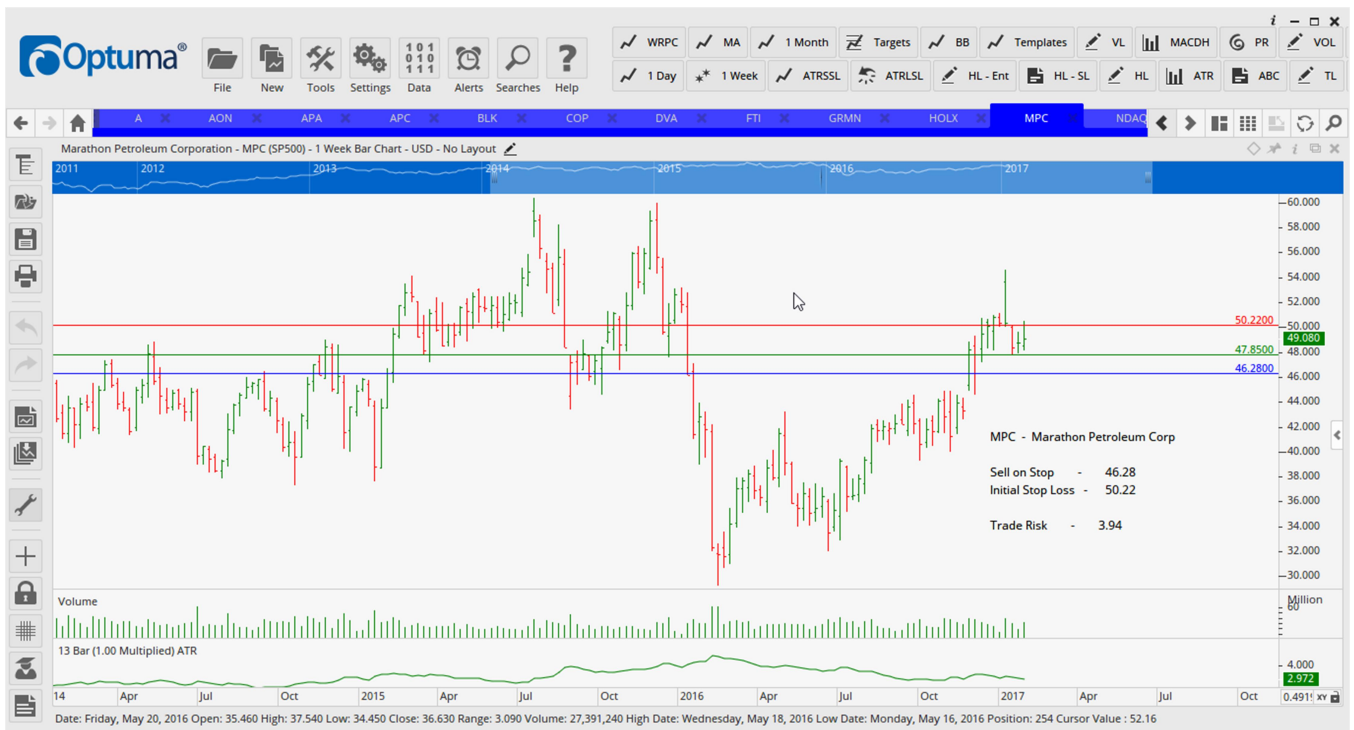 i
Optuma®
File New Tools Settings Data Alerts Searches Help
101
010
111
WRPC MA 1 Month Targets BB Templates VL MACDH PR VOL
1 Day 1 Week ATRSSL ATRLSL HL - Ent HL - SL HL ATR ABC TL
A AON APA APC BLK COP DVA FTI GRMN HOLX MPC NDAQ
Marathon Petroleum Corporation - MPC (SP500) - 1 Week Bar Chart - USD - No Layout
2011 2012 2013 2014 2015 2016 2017
60.000
58.000
56.000
54.000
52.000
50.2200
50.000
49.080
47.8500
48.000
46.2800
46.000
44.000
42.000
MPC - Marathon Petroleum Corp
40.000
Sell on Stop - 46.28
38.000
Initial Stop Loss - 50.22
36.000
Trade Risk - 3.94
34.000
32.000
30.000
Volume
Million
60
13 Bar (1.00 Multiplied) ATR
4.000
2.972
14 Apr Jul Oct 2015 Apr Jul Oct 2016 Apr Jul Oct 2017 Apr Jul Oct XY
Date: Friday, May 20, 2016 Open: 35.460 High: 37.540 Low: 34.450 Close: 36.630 Range: 3.090 Volume: 27,391,240 High Date: Wednesday, May 18, 2016 Low Date: Monday, May 16, 2016 Position: 254 Cursor Value : 52.16